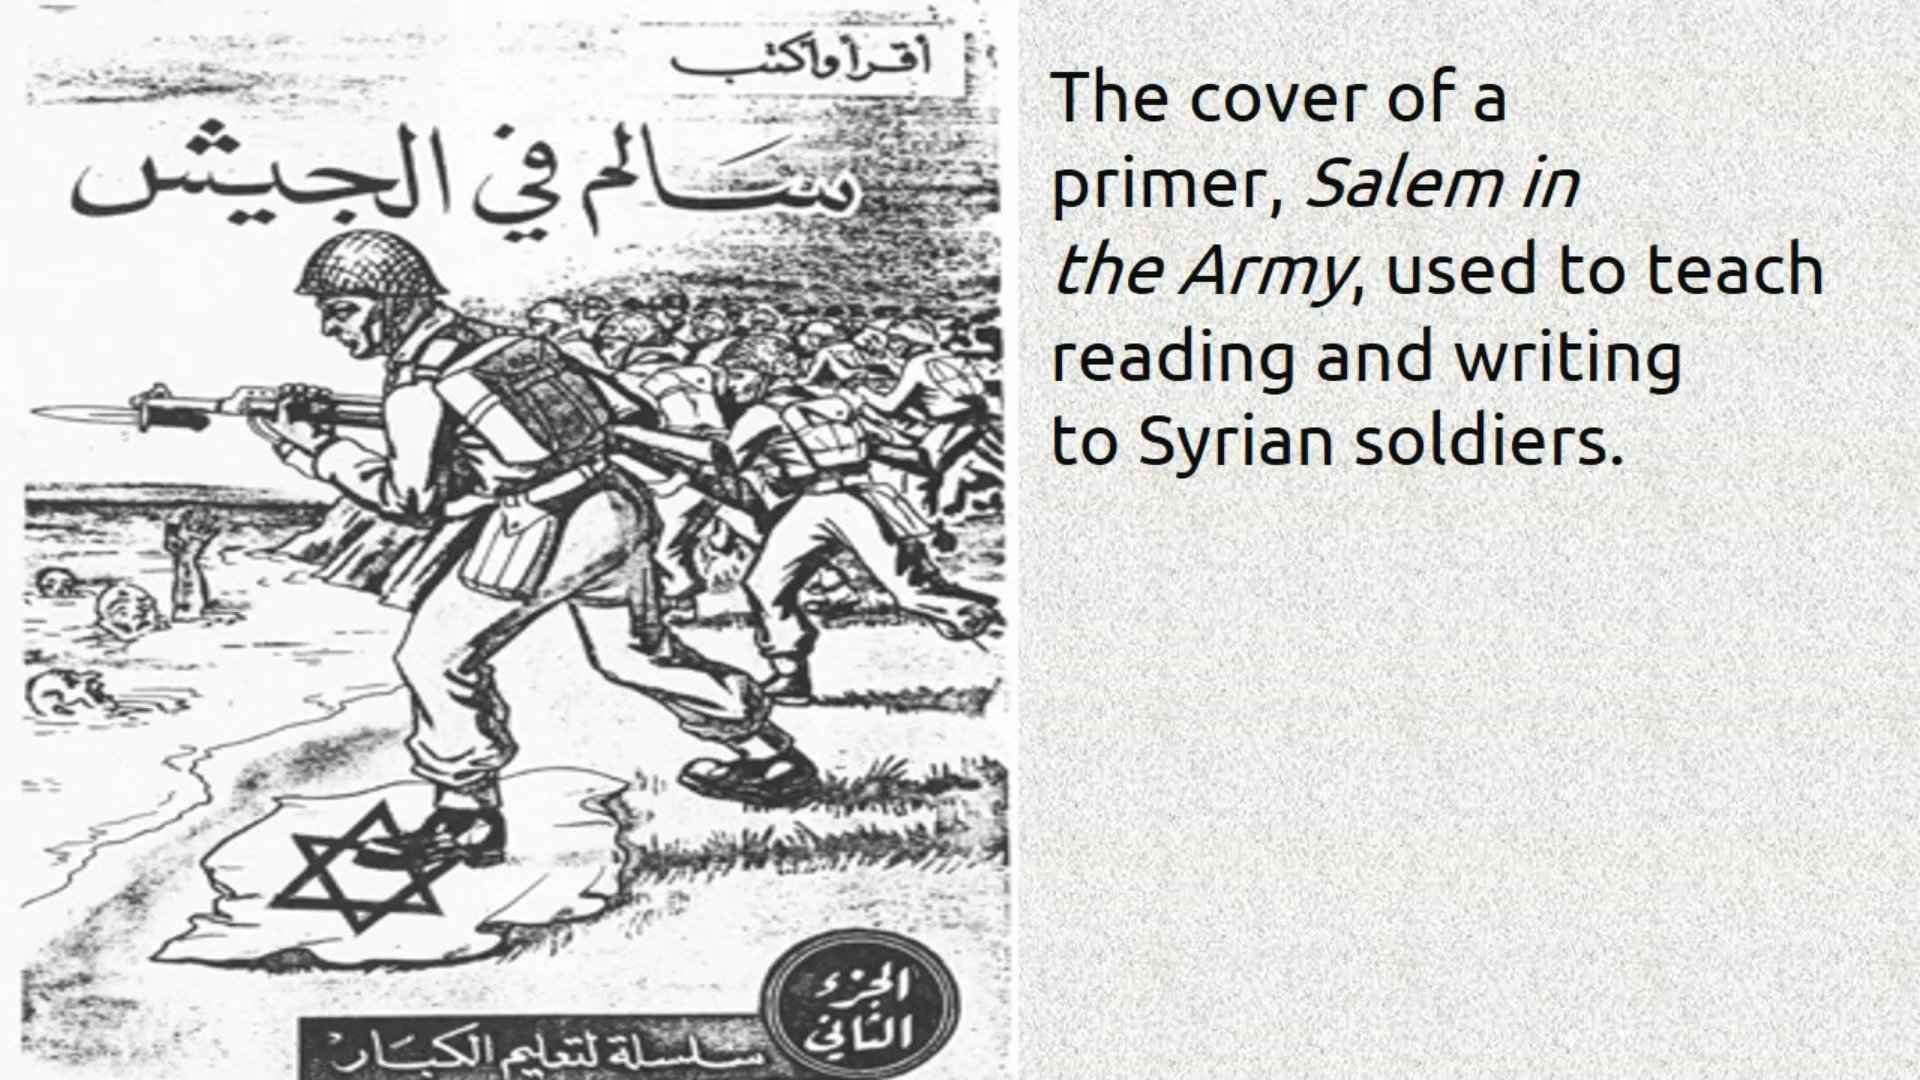 أقرأ وأكتب
سالم في الجيش
الجزء
الثاني
سلسلة لتعليم الكبار
The cover of a
primer, Salem in
the Army, used to teach
reading and writing
to Syrian soldiers.